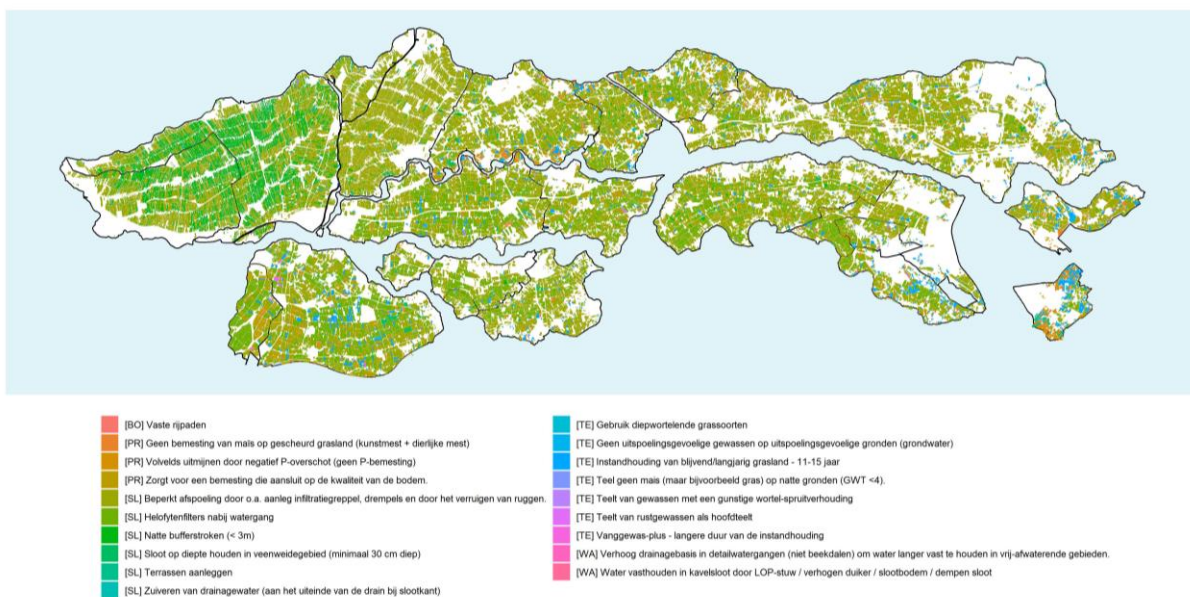 [BO] Vaste rijpaden
[PR] Geen bemesting van maïs op gescheurd grasland (kunstmest + dierlijke mest)
[PR] Volvelds uitmijnen door negatief P-overschot (geen P-bemesting)
[PR] Zorgt voor een bemesting die aansluit op de kwaliteit van de bodem.
[SL] Beperkt afspoeling door o.a. aanleg infiltratiegreppel, drempels en door het verruigen van ruggen.
[SL] Helofytenfilters nabij watergang
[SL] Natte bufferstroken (< 3m)
[SL] Sloot op diepte houden in veenweidegebied (minimaal 30 cm diep)
[SL] Terrassen aanleggen
[SL] Zuiveren van drainagewater (aan het uiteinde van de drain bij slootkant)
[TE] Gebruik diepwortelende grassoorten
[TE] Geen uitspoelingsgevoelige gewassen op uitspoelingsgevoelige gronden (grondwater)
[TE] Instandhouding van blijvend/langjarig grasland - 11-15 jaar
[TE] Teel geen mais (maar bijvoorbeeld gras) op natte gronden (GWT <4).
[TE] Teelt van gewassen met een gunstige wortel-spruitverhouding
[TE] Teelt van rustgewassen als hoofdteelt
[TE] Vanggewas-plus - langere duur van de instandhouding
[WA] Verhoog drainagebasis in detailwatergangen (niet beekdalen) om water langer vast te houden in vrij-afwaterende gebieden.
[WA] Water vasthouden in kavelsloot door LOP-stuw / verhogen duiker / slootbodem / dempen sloot